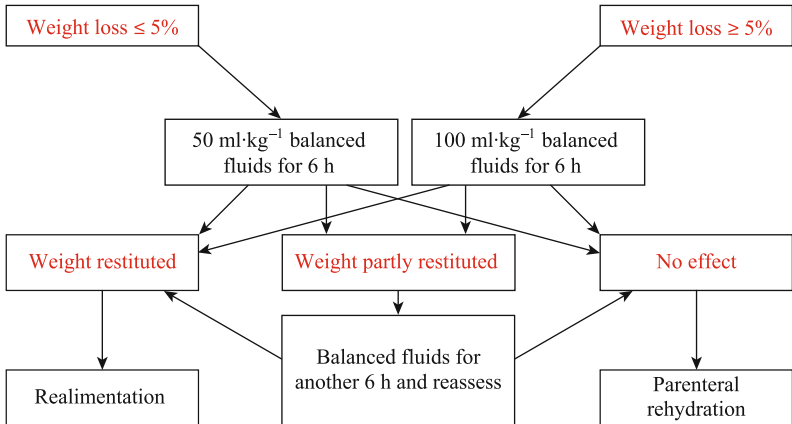 Weight loss ≤ 5%
Weight loss ≥ 5%
50 ml·kg⁻¹ balanced
fluids for 6 h
100 ml·kg⁻¹ balanced
fluids for 6 h
Weight restituted
Weight partly restituted
No effect
Realimentation
Balanced fluids for
another 6 h and reassess
Parenteral
rehydration